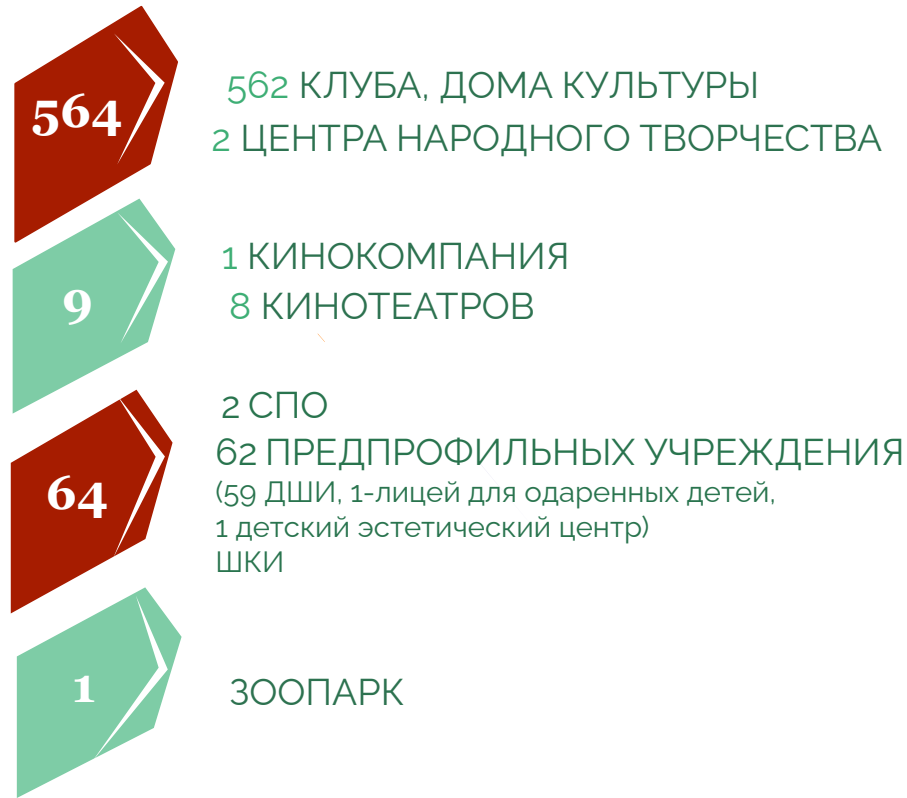 564
562 КЛУБА, ДОМА КУЛЬТУРЫ
2 ЦЕНТРА НАРОДНОГО ТВОРЧЕСТВА
9
1 КИНОКОМПАНИЯ
8 КИНОТЕАТРОВ
64
2 СПО
62 ПРЕДПРОФИЛЬНЫХ УЧРЕЖДЕНИЯ
(59 ДШИ, 1-лицей для одаренных детей,
1 детский эстетический центр)
ШКИ
1
ЗООПАРК